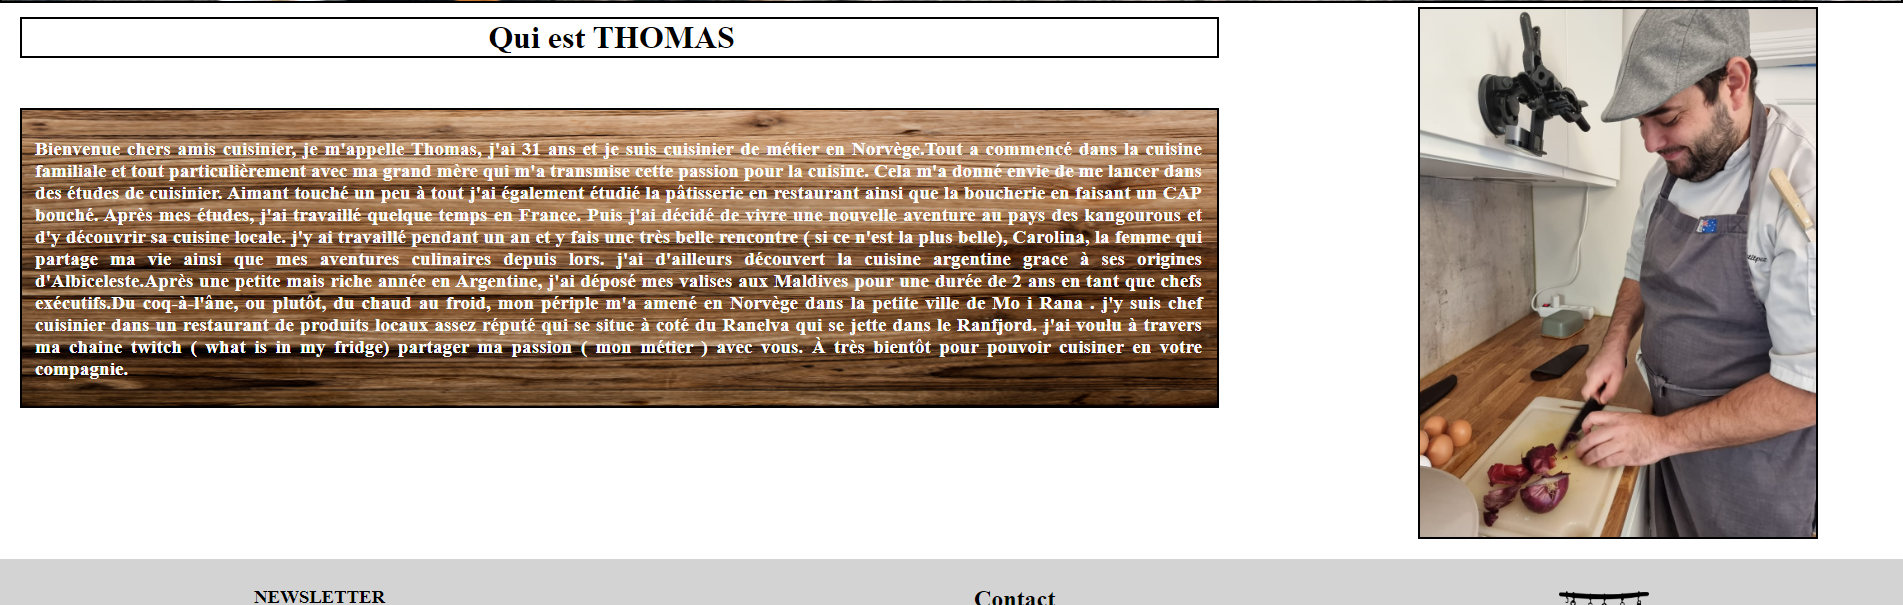 Qui est THOMAS
Bienvenue chers amis cuisinier, je m'appelle Thomas, j'ai 31 ans et je suis cuisinier de métier en Norvège.Tout a commencé dans la cuisine
familiale et tout particulièrement avec ma grand mère qui m'a transmise cette passion pour la cuisine. Cela m'a donné envie de me lancer dans
des études de cuisinier. Aimant touché un peu à tout j'ai également étudié la pâtisserie en restaurant ainsi que la boucherie en faisant un CAP
bouché. Après mes études, j'ai travaillé quelque temps en France. Puis j'ai décidé de vivre une nouvelle aventure au pays des kangourous et
d'y découvrir sa cuisine locale. j'y ai travaillé pendant un an et y fais une très belle rencontre ( si ce n'est la plus belle), Carolina, la femme qui
partage ma vie ainsi que mes aventures culinaires depuis lors. j'ai d'ailleurs découvert la cuisine argentine grace à ses origines
d'Albiceleste.Après une petite mais riche année en Argentine, j'ai déposé mes valises aux Maldives pour une durée de 2 ans en tant que chefs
exécutifs.Du coq-à-l'âne, ou plutôt, du chaud au froid, mon périple m'a amené en Norvège dans la petite ville de Mo i Rana . j'y suis chef
cuisinier dans un restaurant de produits locaux assez réputé qui se situe à coté du Ranelva qui se jette dans le Ranfjord. j'ai voulu à travers
ma chaine twitch ( what is in my fridge) partager ma passion ( mon métier ) avec vous. À très bientôt pour pouvoir cuisiner en votre
compagnie.
NEWSLETTER
Contact